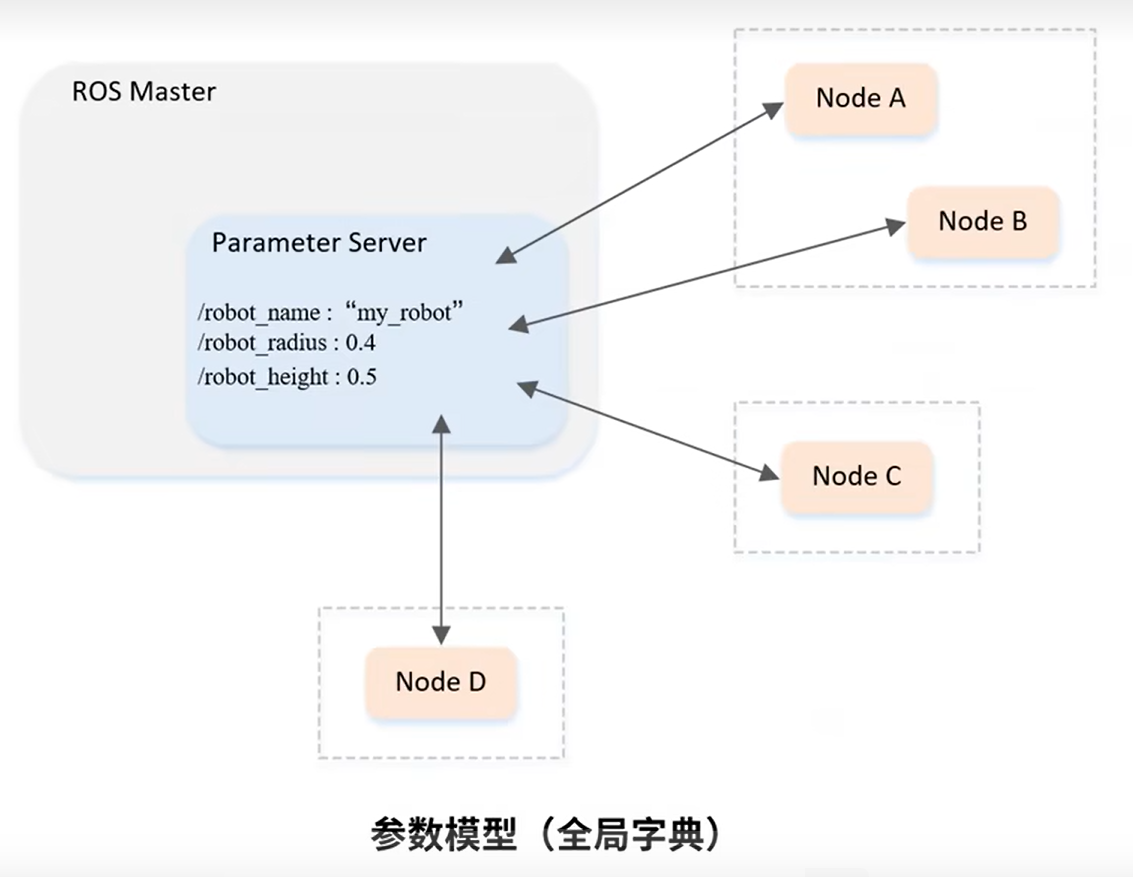 ROS Master
Parameter Server
/robot_name : “my_robot”
/robot_radius : 0.4
/robot_height : 0.5
Node A
Node B
Node C
Node D
参数模型（全局字典）